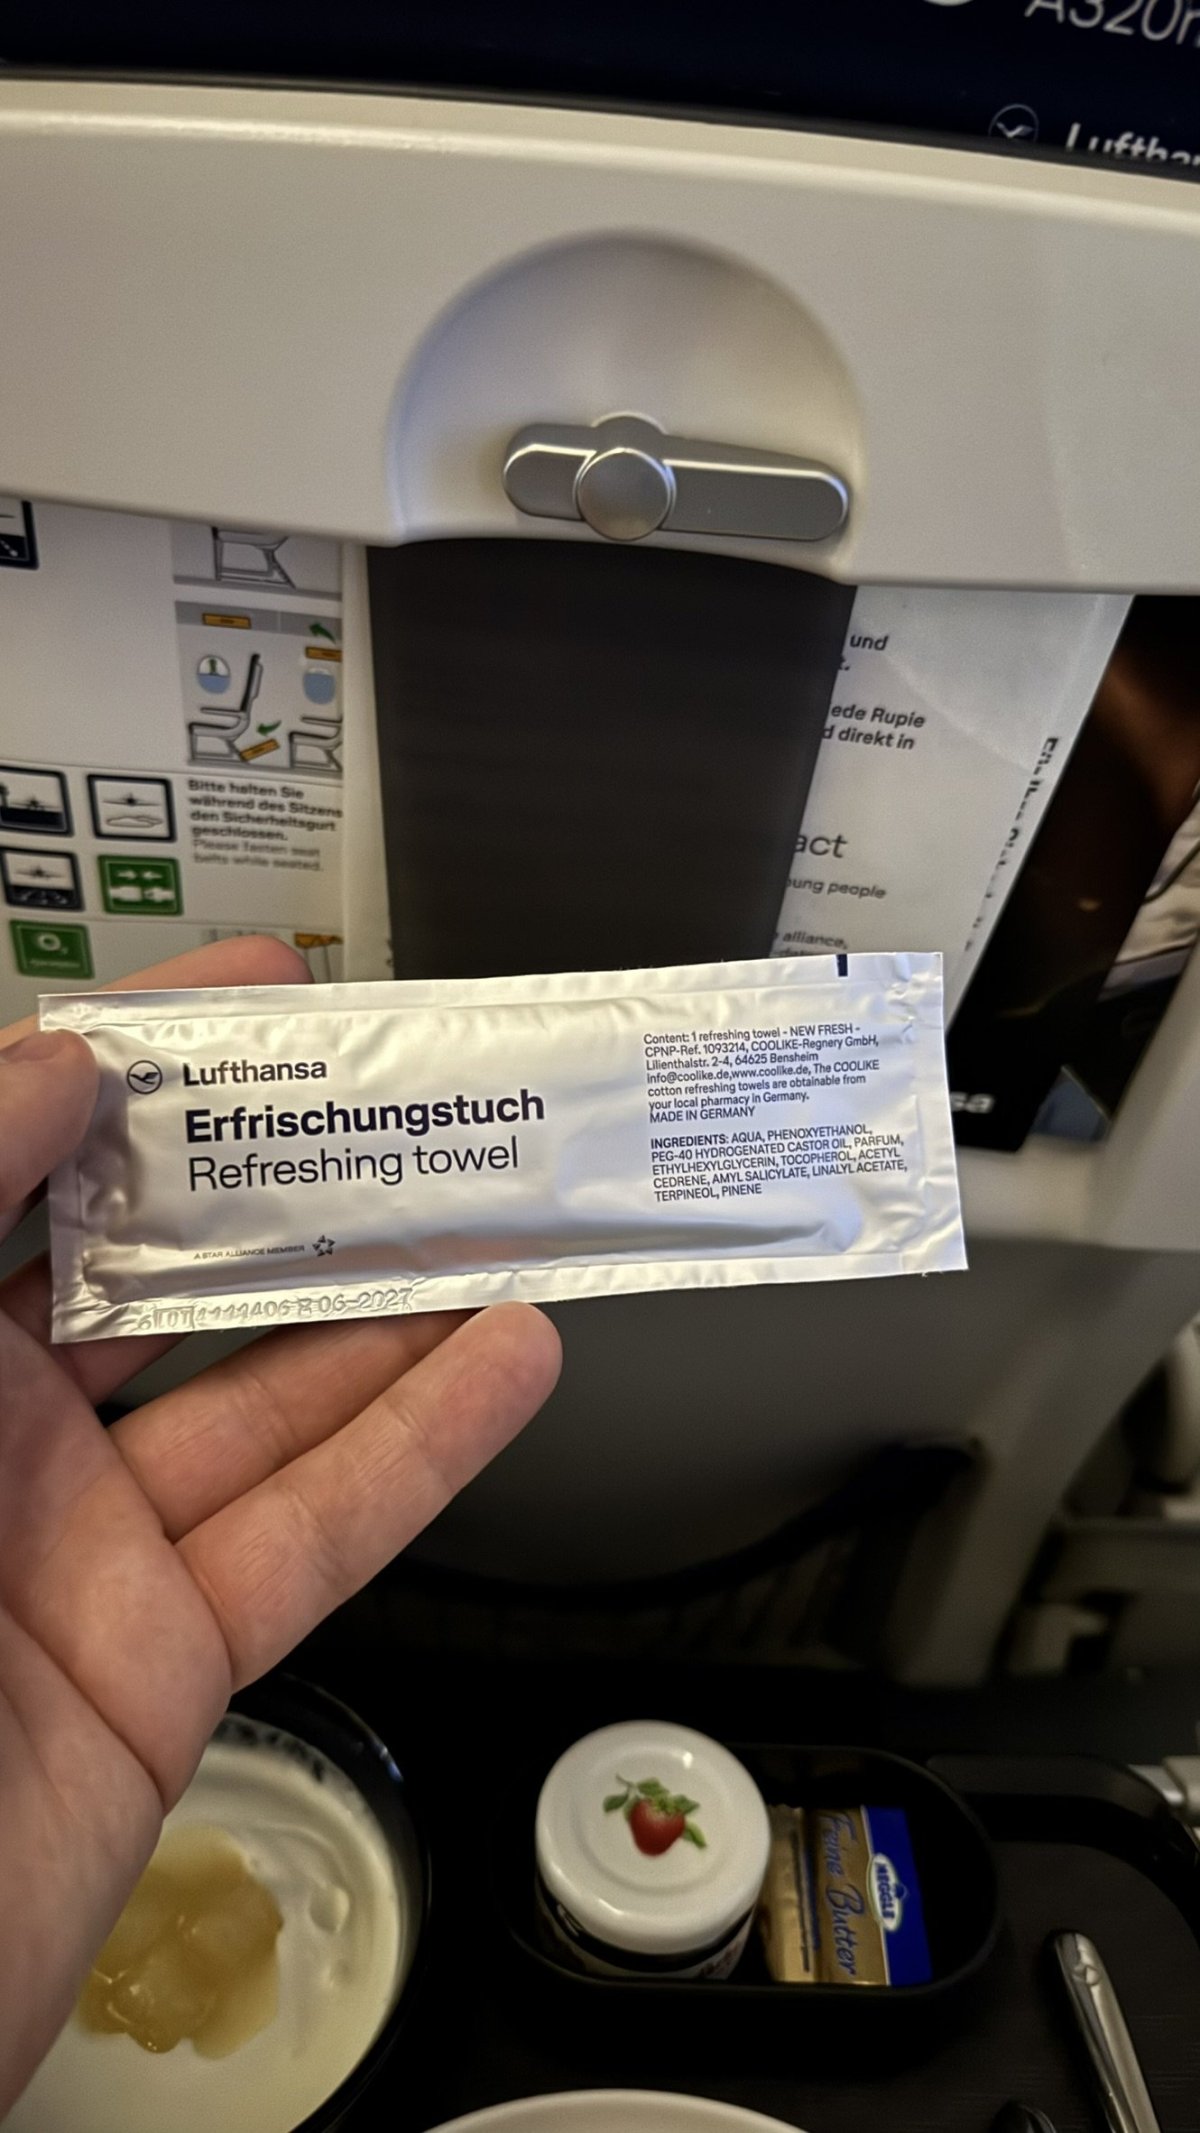 A320n
Lufthan
und
t.
ede Rupie
d direkt in
Bitte halten Sie
während des Sitzens
den Sicherheitsgurt
geschlossen.
Please fasten seat
belts while seated.
act
ung people
alliance,
sa
Lufthansa
Erfrischungstuch
Refreshing towel
A STAR ALLIANCE MEMBER
06-2027
Content: 1 refreshing towel - NEW FRESH -
CPNP-Ref. 1093214, COOLIKE-Regnery GmbH,
Lilienthalstr. 2-4, 64625 Bensheim
info@coolike.de,www.coolike.de, The COOLIKE
cotton refreshing towels are obtainable from
your local pharmacy in Germany.
MADE IN GERMANY
INGREDIENTS: AQUA, PHENOXYETHANOL,
PEG-40 HYDROGENATED CASTOR OIL, PARFUM,
ETHYLHEXYLGLYCERIN, TOCOPHEROL, ACETYL
CEDRENE, AMYL SALICYLATE, LINALYL ACETATE,
TERPINEOL, PINENE
MEGGLE
Feine Butter